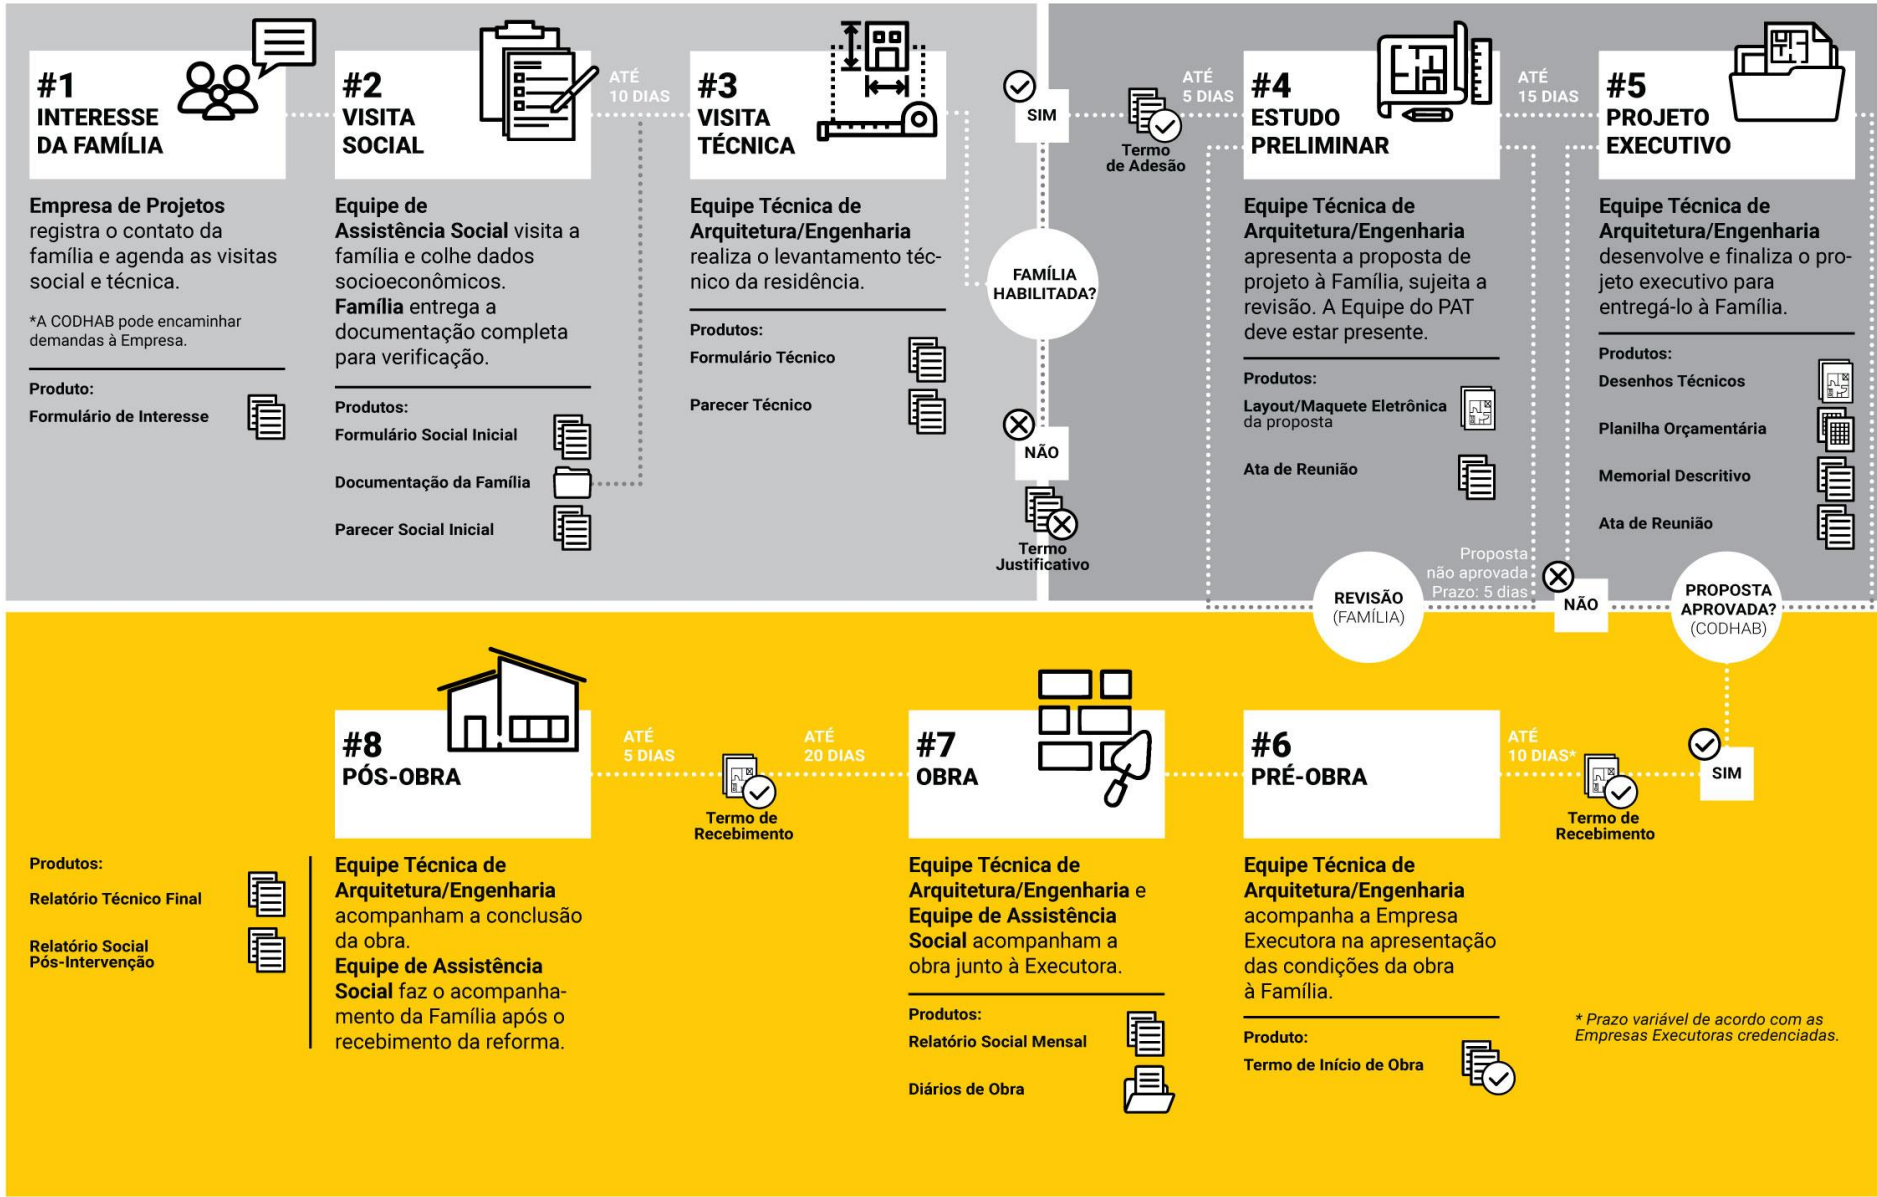 #1
INTERESSE
DA FAMÍLIA
Empresa de Projetos
registra o contato da
família e agenda as visitas
social e técnica.
*A CODHAB pode encaminhar
demandas à Empresa.
Produto:
Formulário de Interesse
#2
VISITA
SOCIAL
Equipe de
Assistência Social visita a
família e colhe dados
socioeconômicos.
Família entrega a
documentação completa
para verificação.
Produtos:
Formulário Social Inicial
Documentação da Família
Parecer Social Inicial
ATÉ
10 DIAS
#3
VISITA
TÉCNICA
Equipe Técnica de
Arquitetura/Engenharia
realiza o levantamento téc-
nico da residência.
Produtos:
Formulário Técnico
Parecer Técnico
FAMÍLIA
HABILITADA?
SIM
NÃO
Termo
Justificativo
Termo
de Adesão
ATÉ
5 DIAS
#4
ESTUDO
PRELIMINAR
Equipe Técnica de
Arquitetura/Engenharia
apresenta a proposta de
projeto à Família, sujeita a
revisão. A Equipe do PAT
deve estar presente.
Produtos:
Layout/Maquete Eletrônica
da proposta
Ata de Reunião
ATÉ
15 DIAS
#5
PROJETO
EXECUTIVO
Equipe Técnica de
Arquitetura/Engenharia
desenvolve e finaliza o pro-
jeto executivo para
entregá-lo à Família.
Produtos:
Desenhos Técnicos
Planilha Orçamentária
Memorial Descritivo
Ata de Reunião
REVISÃO
(FAMÍLIA)
Proposta
não aprovada
Prazo: 5 dias
NÃO
PROPOSTA
APROVADA?
(CODHAB)
SIM
Termo de
Recebimento
ATÉ
10 DIAS*
#6
PRÉ-OBRA
Equipe Técnica de
Arquitetura/Engenharia
acompanha a Empresa
Executora na apresentação
das condições da obra
à Família.
Produto:
Termo de Início de Obra
* Prazo variável de acordo com as
Empresas Executoras credenciadas.
#7
OBRA
Equipe Técnica de
Arquitetura/Engenharia e
Equipe de Assistência
Social acompanham a
obra junto à Executora.
Produtos:
Relatório Social Mensal
Diários de Obra
ATÉ
20 DIAS
Termo de
Recebimento
ATÉ
5 DIAS
#8
PÓS-OBRA
Equipe Técnica de
Arquitetura/Engenharia
acompanham a conclusão
da obra.
Equipe de Assistência
Social faz o acompanha-
mento da Família após o
recebimento da reforma.
Produtos:
Relatório Técnico Final
Relatório Social
Pós-Intervenção